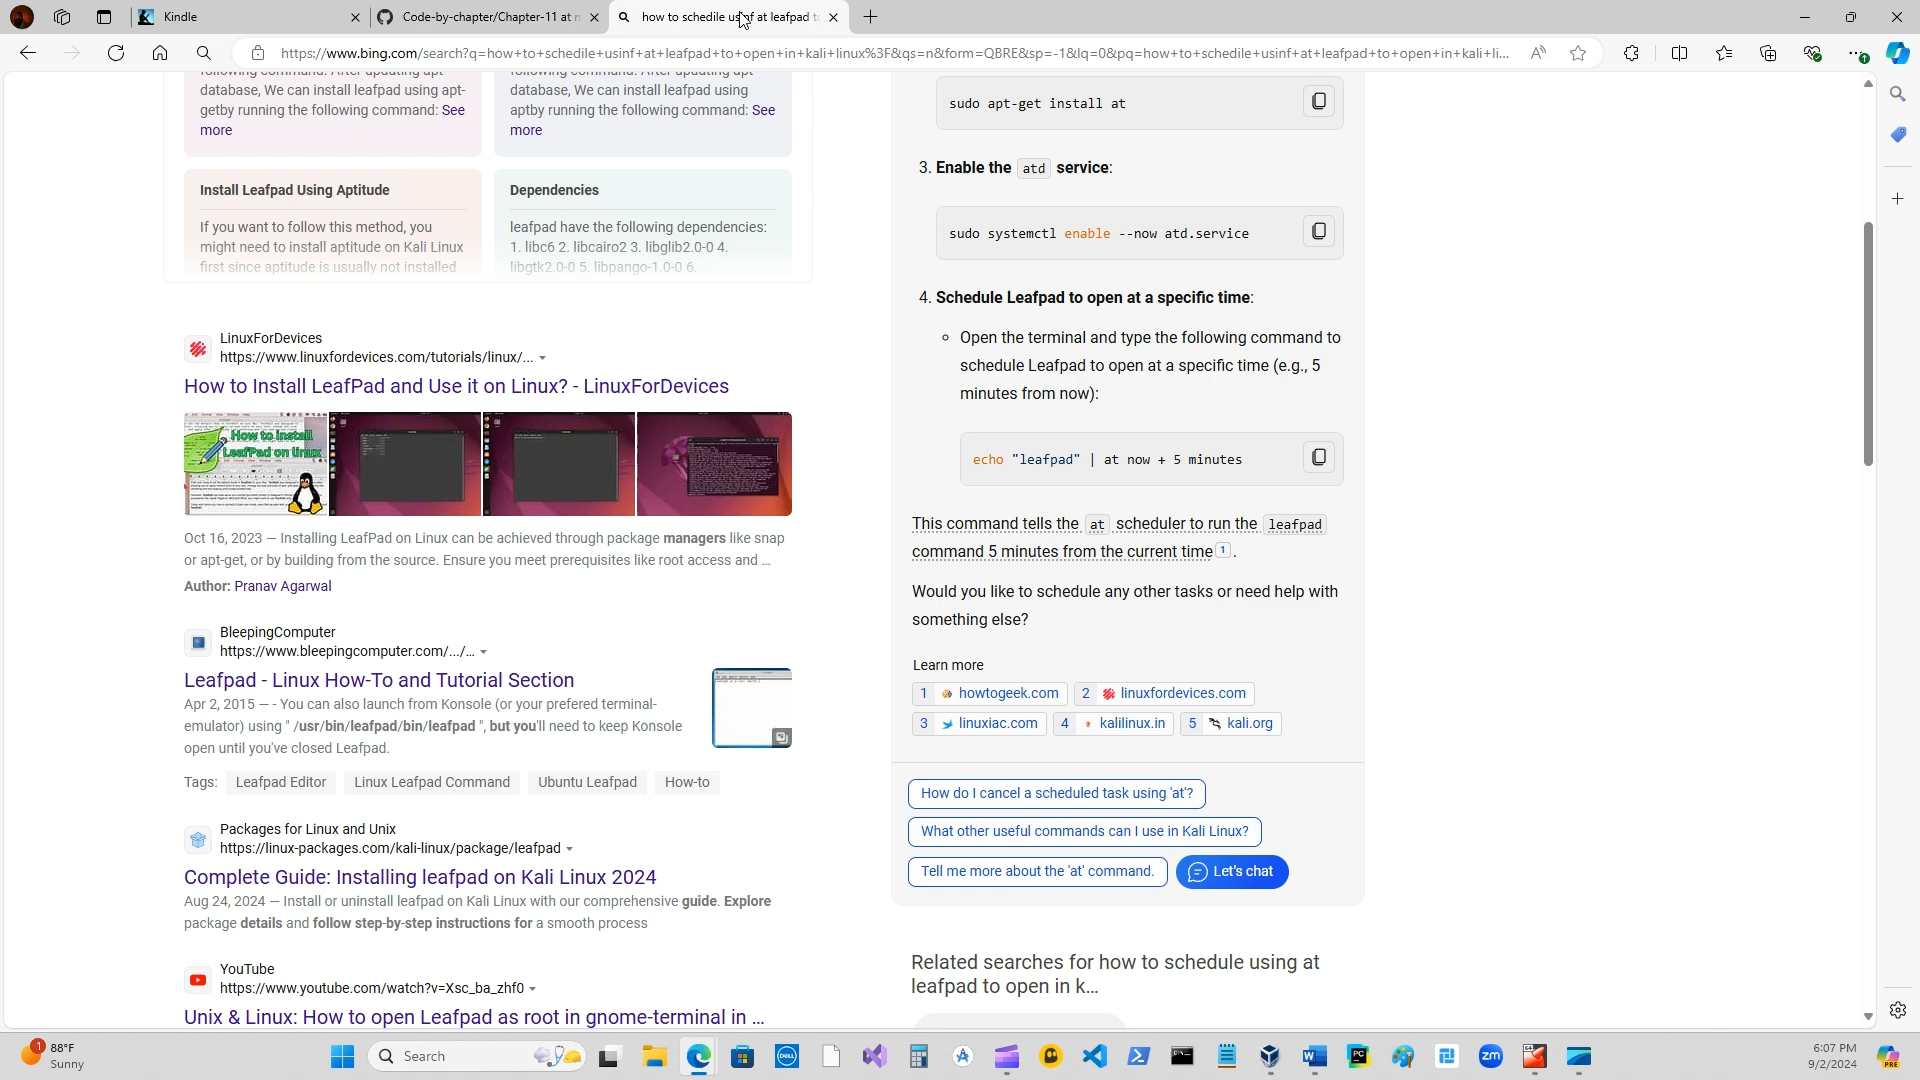 Kindle
Code-by-chapter/Chapter-11 at n
how to schedile usinf at leafpad to
https://www.bing.com/search?q=how+to+schedile+usinf+at+leafpad+to+open+in+kali+linux%3F&qs=n&form=QBRE&sp=-1&lq=0&pq=how+to+schedile+usinf+at+leafpad+to+open+in+kali+li...
database, We can install leafpad using apt-
getby running the following command: See
more
database, We can install leafpad using
aptby running the following command: See
more
Install Leafpad Using Aptitude
If you want to follow this method, you
might need to install aptitude on Kali Linux
first since aptitude is usually not installed
Dependencies
leafpad have the following dependencies:
1. libc6 2. libcairo2 3. libglib2.0-0 4.
libgtk2.0-0 5. libpango-1.0-0 6.
LinuxForDevices
https://www.linuxfordevices.com/tutorials/linux/...
How to Install LeafPad and Use it on Linux? - LinuxForDevices
How to Install
LeafPad on linux
Oct 16, 2023 — Installing LeafPad on Linux can be achieved through package managers like snap
or apt-get, or by building from the source. Ensure you meet prerequisites like root access and ...
Author: Pranav Agarwal
BleepingComputer
https://www.bleepingcomputer.com/.../...
Leafpad - Linux How-To and Tutorial Section
Apr 2, 2015 — - You can also launch from Konsole (or your prefered terminal-
emulator) using " /usr/bin/leafpad/bin/leafpad ", but you'll need to keep Konsole
open until you've closed Leafpad.
Tags: Leafpad Editor Linux Leafpad Command Ubuntu Leafpad How-to
Packages for Linux and Unix
https://linux-packages.com/kali-linux/package/leafpad
Complete Guide: Installing leafpad on Kali Linux 2024
Aug 24, 2024 — Install or uninstall leafpad on Kali Linux with our comprehensive guide. Explore
package details and follow step-by-step instructions for a smooth process
YouTube
https://www.youtube.com/watch?v=Xsc_ba_zhf0
Unix & Linux: How to open Leafpad as root in gnome-terminal in ...
sudo apt-get install at
3. Enable the atd service:
sudo systemctl enable --now atd.service
4. Schedule Leafpad to open at a specific time:
Open the terminal and type the following command to
schedule Leafpad to open at a specific time (e.g., 5
minutes from now):
echo "leafpad" | at now + 5 minutes
This command tells the at scheduler to run the leafpad
command 5 minutes from the current time 1 .
Would you like to schedule any other tasks or need help with
something else?
Learn more
1 howtogeek.com 2 linuxfordevices.com
3 linuxiac.com 4 kalilinux.in 5 kali.org
How do I cancel a scheduled task using 'at'?
What other useful commands can I use in Kali Linux?
Tell me more about the 'at' command. Let's chat
Related searches for how to schedule using at
leafpad to open in k...
1
88°F
Sunny
Search
DELL
zm
PC
6:07 PM
9/2/2024
PRE